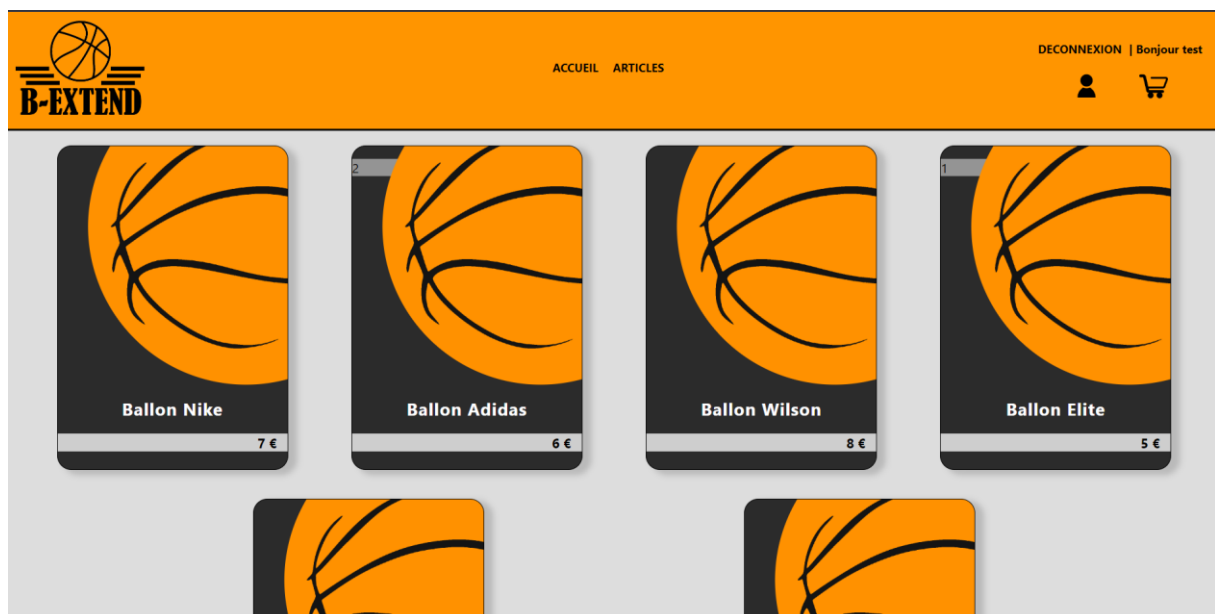 B-EXTEND
ACCUEIL ARTICLES
DECONNEXION | Bonjour test
2
1
Ballon Nike
Ballon Adidas
Ballon Wilson
Ballon Elite
7 €
6 €
8 €
5 €